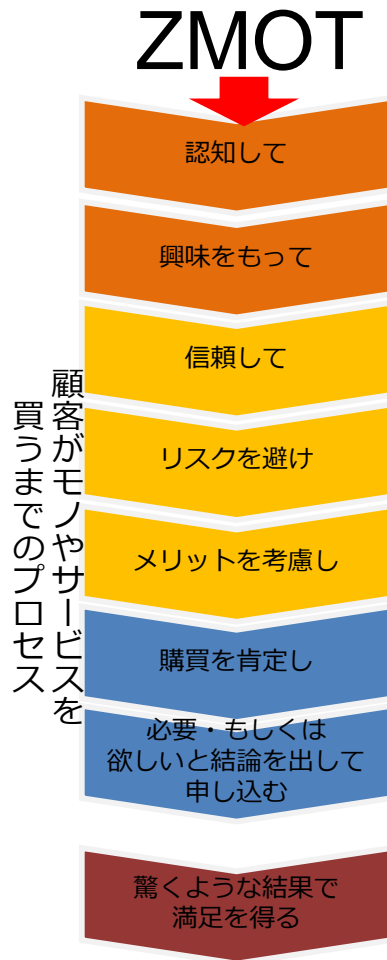 ZMOT
認知して
興味をもって
信頼して
リスクを避け
メリットを考慮し
購買を肯定し
必要・もしくは
欲しいと結論を出して
申し込む
驚くような結果で
満足を得る
顧客がモノやサービスを
買うまでのプロセス